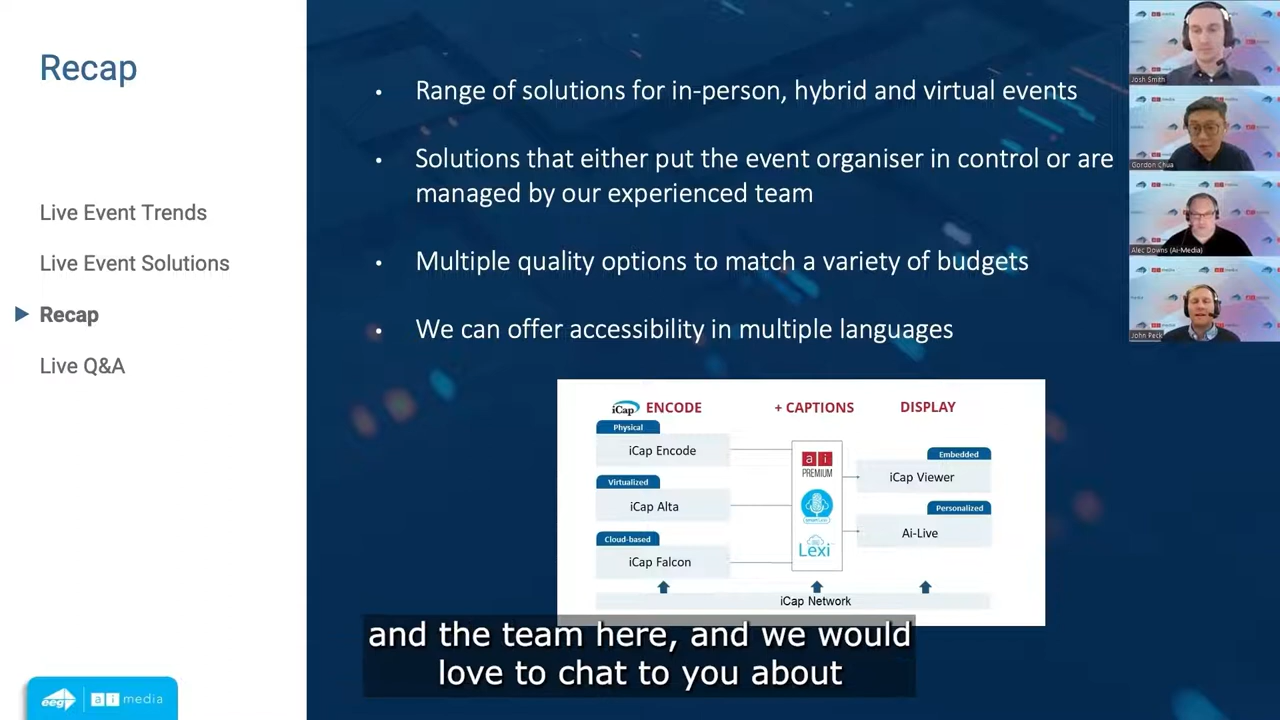 Recap
Live Event Trends
Live Event Solutions
Recap
Live Q&A
• Range of solutions for in-person, hybrid and virtual events
• Solutions that either put the event organiser in control or are
managed by our experienced team
• Multiple quality options to match a variety of budgets
• We can offer accessibility in multiple languages
iCap ENCODE
+ CAPTIONS
DISPLAY
Physical
iCap Encode
Virtualized
iCap Alta
Cloud-based
iCap Falcon
ai
PREMIUM
Lexi
Embedded
iCap Viewer
Personalized
Ai-Live
iCap Network
and the team here, and we would
love to chat to you about
eeg
ai media
Josh Smith
Gordon Chua
Alec Downs (Ai-Media)
John Peck